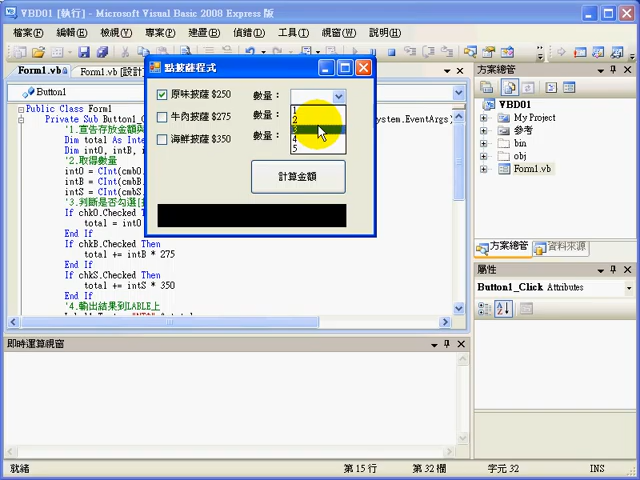 VBD01 [執行] - Microsoft Visual Basic 2008 Express 版
檔案(F) 編輯(E) 檢視(V) 專案(P) 建置(B) 偵錯(D) 工具(I) 視窗(W) 說明(H)
Form1.vb
Form1.vb [設計
Button1
Public Class Form1
Private Sub Button1_C
ystem.EventArgs)
'1.宣告存放金額與
Dim total As Inte
Dim intO, intB, i
'2.取得數量
intO = CInt(cmbO.
intB = CInt(cmbB.
intS = CInt(cmbS.
'3.判斷是否勾選[
If chkO.Checked T
total = intO
End If
If chkB.Checked Then
total += intB * 275
End If
If chkS.Checked Then
total += intS * 350
End If
'4.輸出結果到LABLE上
點披薩程式
原味披薩 $250 數量：
牛肉披薩 $275 數量：
海鮮披薩 $350 數量：
1
2
3
4
5
計算金額
方案總管
VBD01
My Project
參考
bin
obj
Form1.vb
方案總管 資料來源
屬性
Button1_Click Attributes
即時運算視窗
就緒 第 15 行 第 32 欄 字元 32 INS